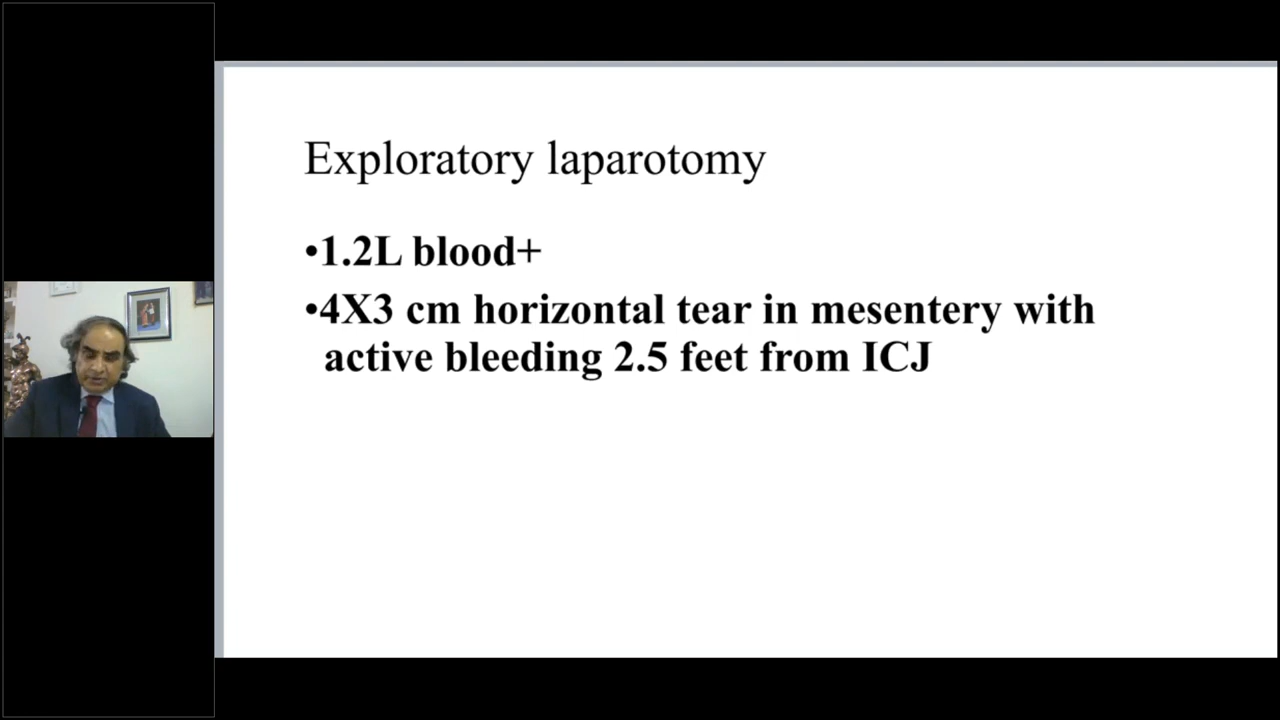 Exploratory laparotomy
•1.2L blood+
•4X3 cm horizontal tear in mesentery with
active bleeding 2.5 feet from ICJ